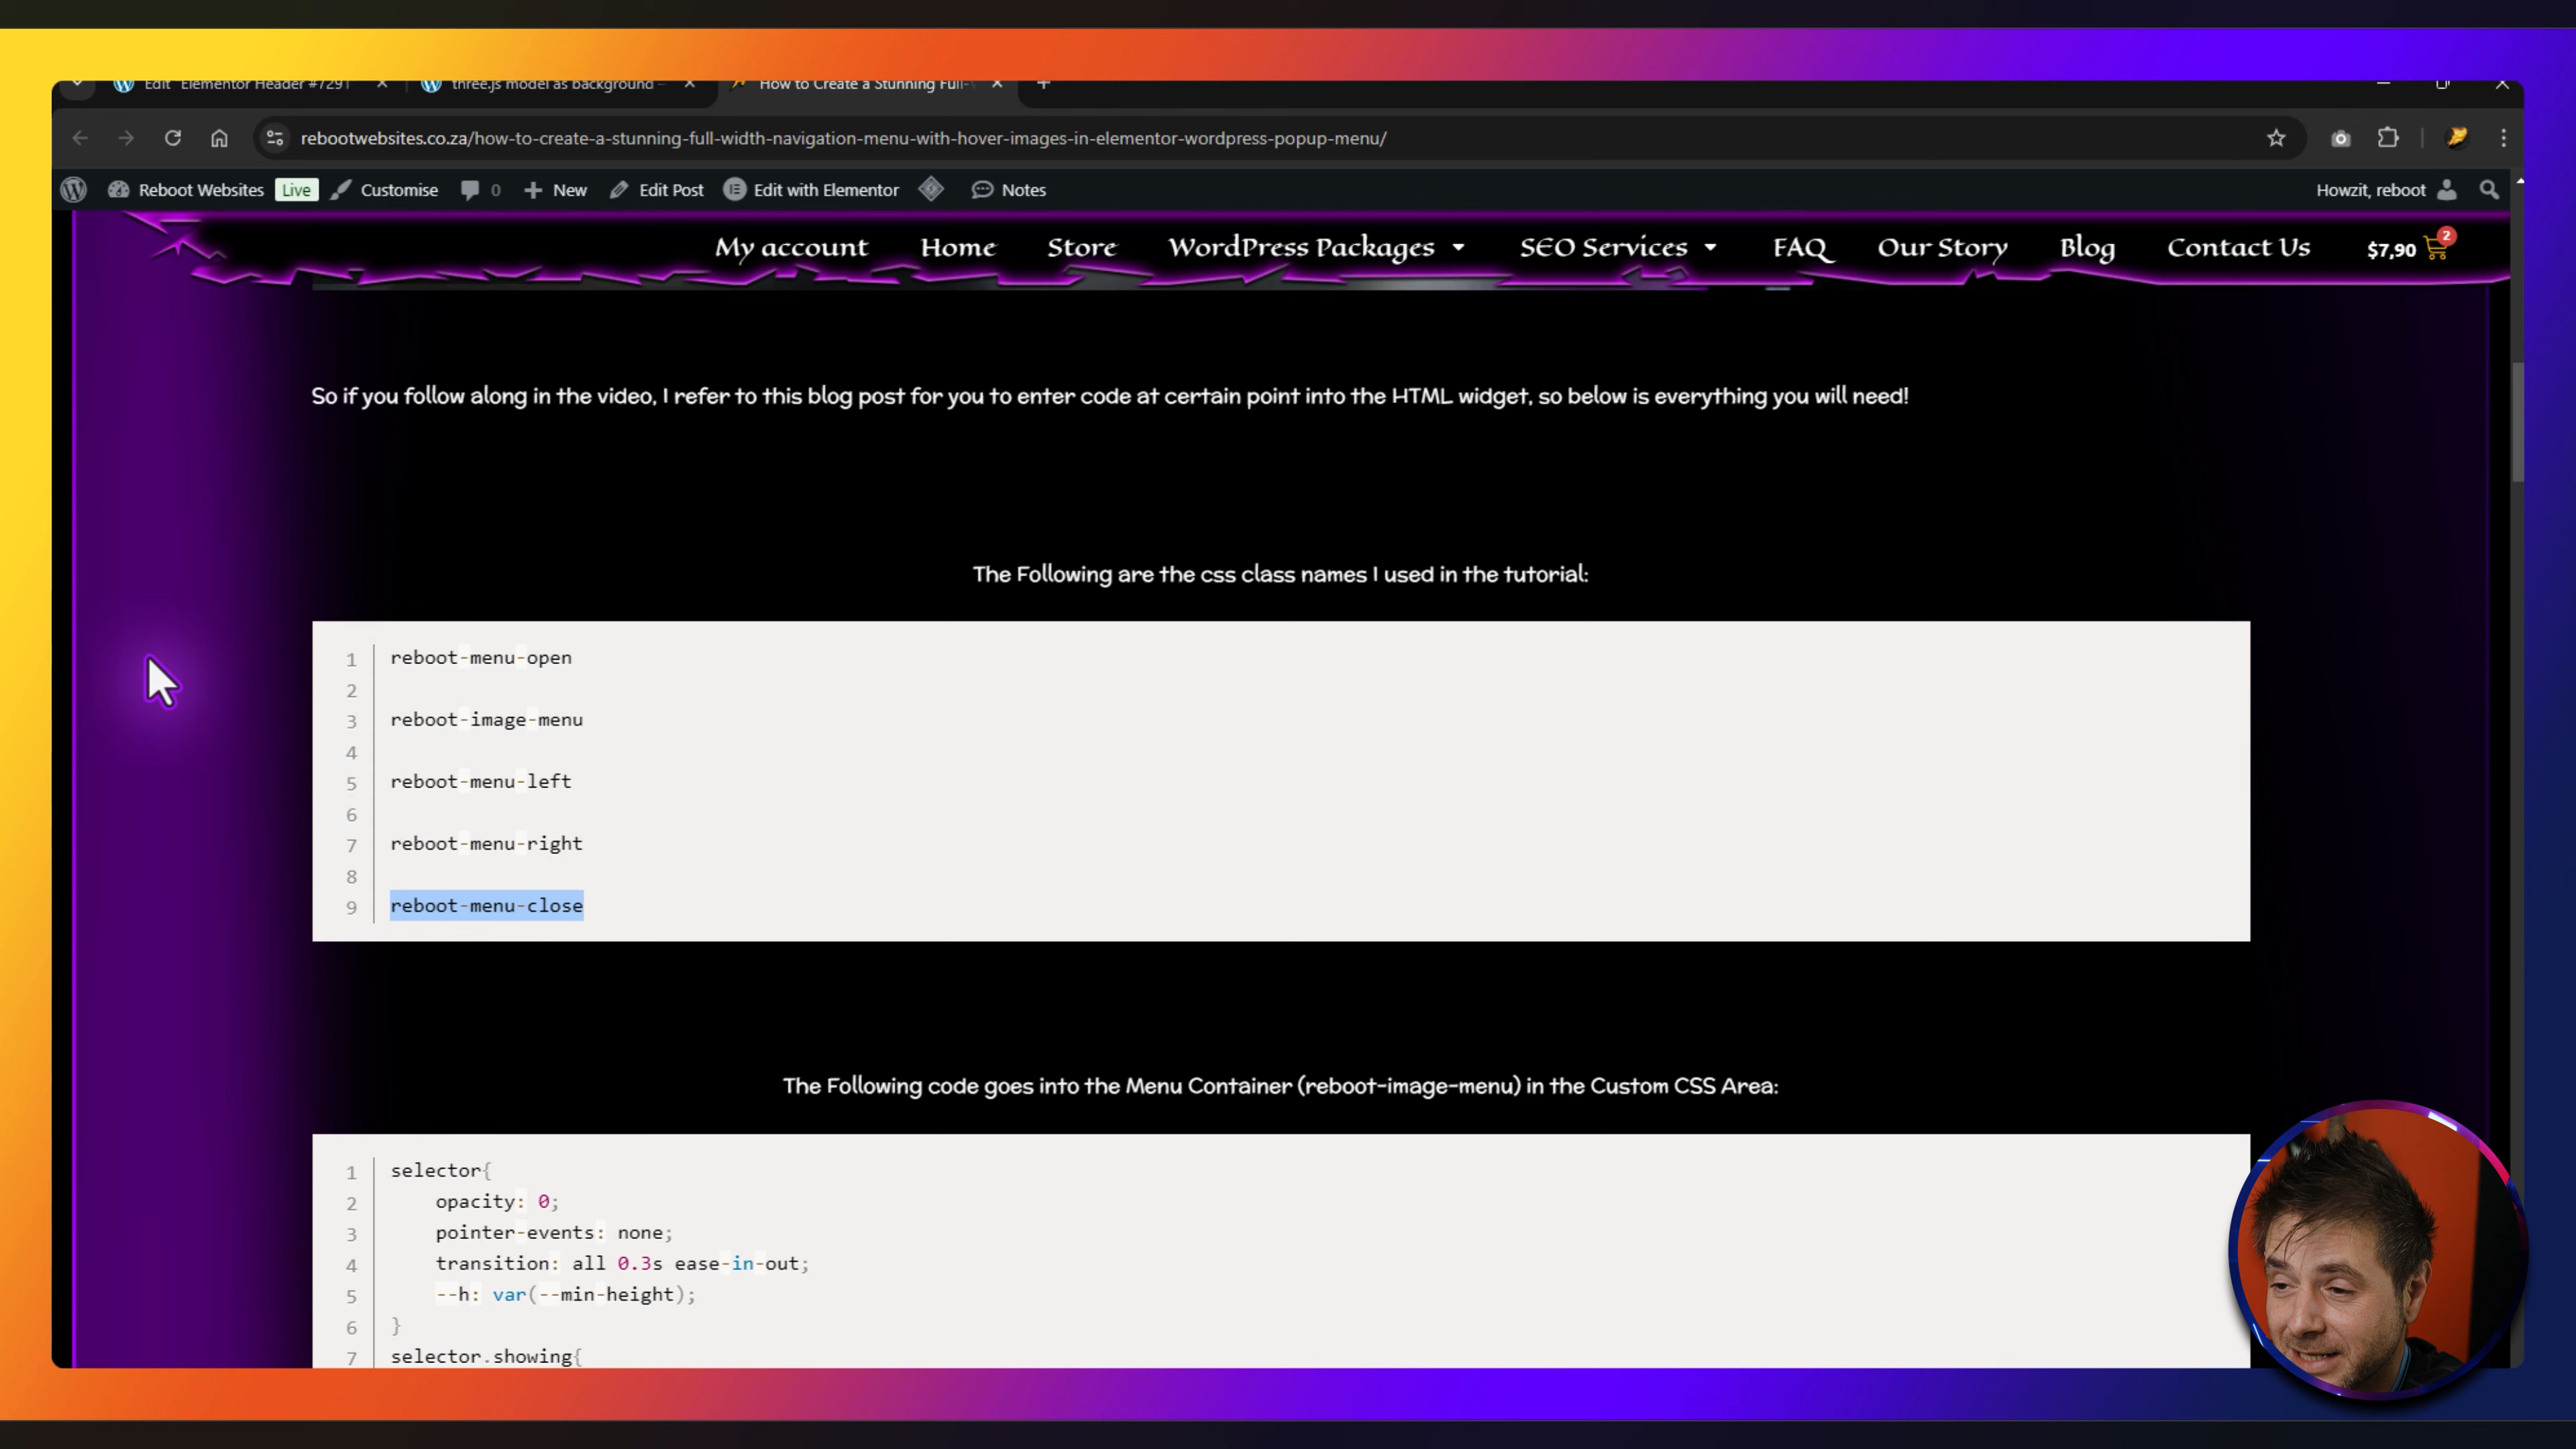 Edit "Elementor Header #7291
three.js model as background –
How to Create a Stunning Full-
rebootwebsites.co.za/how-to-create-a-stunning-full-width-navigation-menu-with-hover-images-in-elementor-wordpress-popup-menu/
Reboot Websites Live Customise 0 New Edit Post Edit with Elementor Notes Howzit, reboot
My account Home Store WordPress Packages SEO Services FAQ Our Story Blog Contact Us $7,90 2
So if you follow along in the video, I refer to this blog post for you to enter code at certain point into the HTML widget, so below is everything you will need!
The Following are the css class names I used in the tutorial:
1 reboot-menu-open
2
3 reboot-image-menu
4
5 reboot-menu-left
6
7 reboot-menu-right
8
9 reboot-menu-close
The Following code goes into the Menu Container (reboot-image-menu) in the Custom CSS Area:
1 selector{
2 opacity: 0;
3 pointer-events: none;
4 transition: all 0.3s ease-in-out;
5 --h: var(--min-height);
6 }
7 selector.showing{